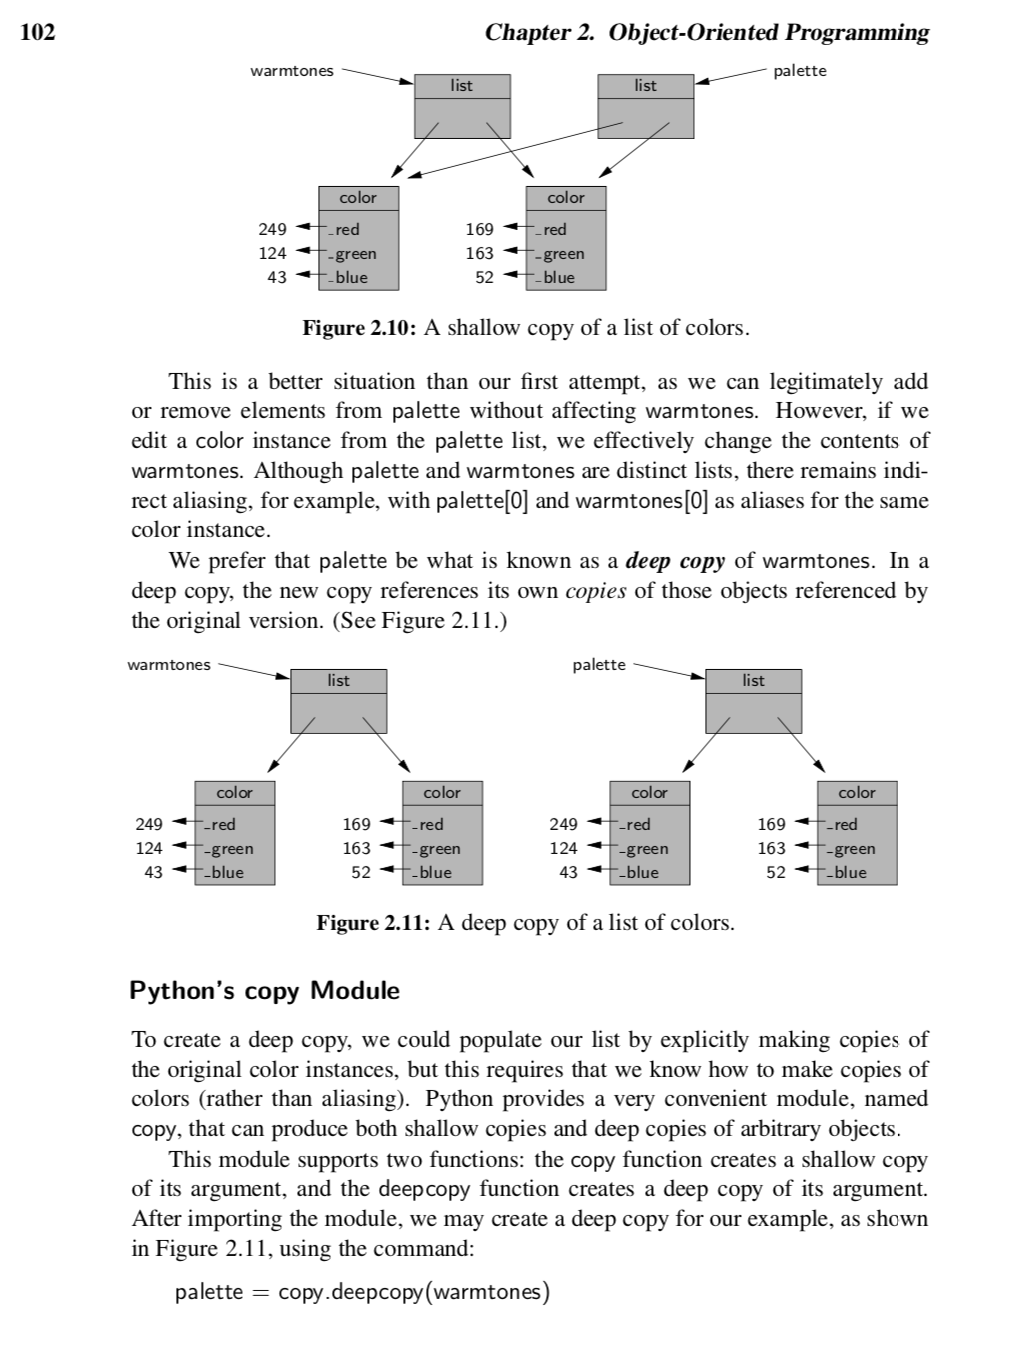 102
Chapter 2. Object-Oriented Programming
warmtones
palette
list
list
color
color
249
_red
169
_red
124
_green
163
_green
43
_blue
52
_blue
Figure 2.10: A shallow copy of a list of colors.
This is a better situation than our first attempt, as we can legitimately add
or remove elements from palette without affecting warmtones. However, if we
edit a color instance from the palette list, we effectively change the contents of
warmtones. Although palette and warmtones are distinct lists, there remains indi-
rect aliasing, for example, with palette[0] and warmtones[0] as aliases for the same
color instance.
We prefer that palette be what is known as a deep copy of warmtones. In a
deep copy, the new copy references its own copies of those objects referenced by
the original version. (See Figure 2.11.)
warmtones
palette
list
list
color
color
color
color
249
_red
169
_red
249
_red
169
_red
124
_green
163
_green
124
_green
163
_green
43
_blue
52
_blue
43
_blue
52
_blue
Figure 2.11: A deep copy of a list of colors.
Python's copy Module
To create a deep copy, we could populate our list by explicitly making copies of
the original color instances, but this requires that we know how to make copies of
colors (rather than aliasing). Python provides a very convenient module, named
copy, that can produce both shallow copies and deep copies of arbitrary objects.
This module supports two functions: the copy function creates a shallow copy
of its argument, and the deepcopy function creates a deep copy of its argument.
After importing the module, we may create a deep copy for our example, as shown
in Figure 2.11, using the command:
palette = copy.deepcopy(warmtones)